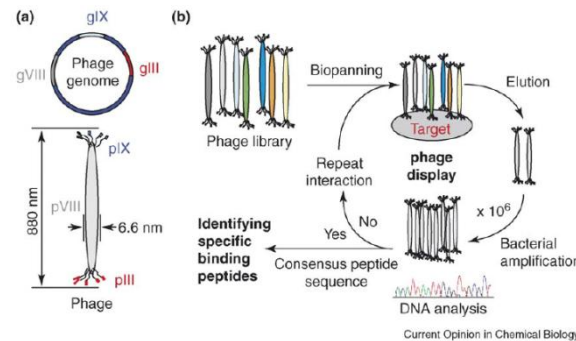 (a)
gIX
gVIII
Phage
genome
gIII
880 nm
pIX
pVIII
6.6 nm
pIII
Phage
(b)
Biopanning
Phage library
Target
phage
display
Elution
Repeat
interaction
x 10⁶
Bacterial
amplification
No
Yes
Identifying
specific
binding
peptides
Consensus peptide
sequence
DNA analysis
Current Opinion in Chemical Biology